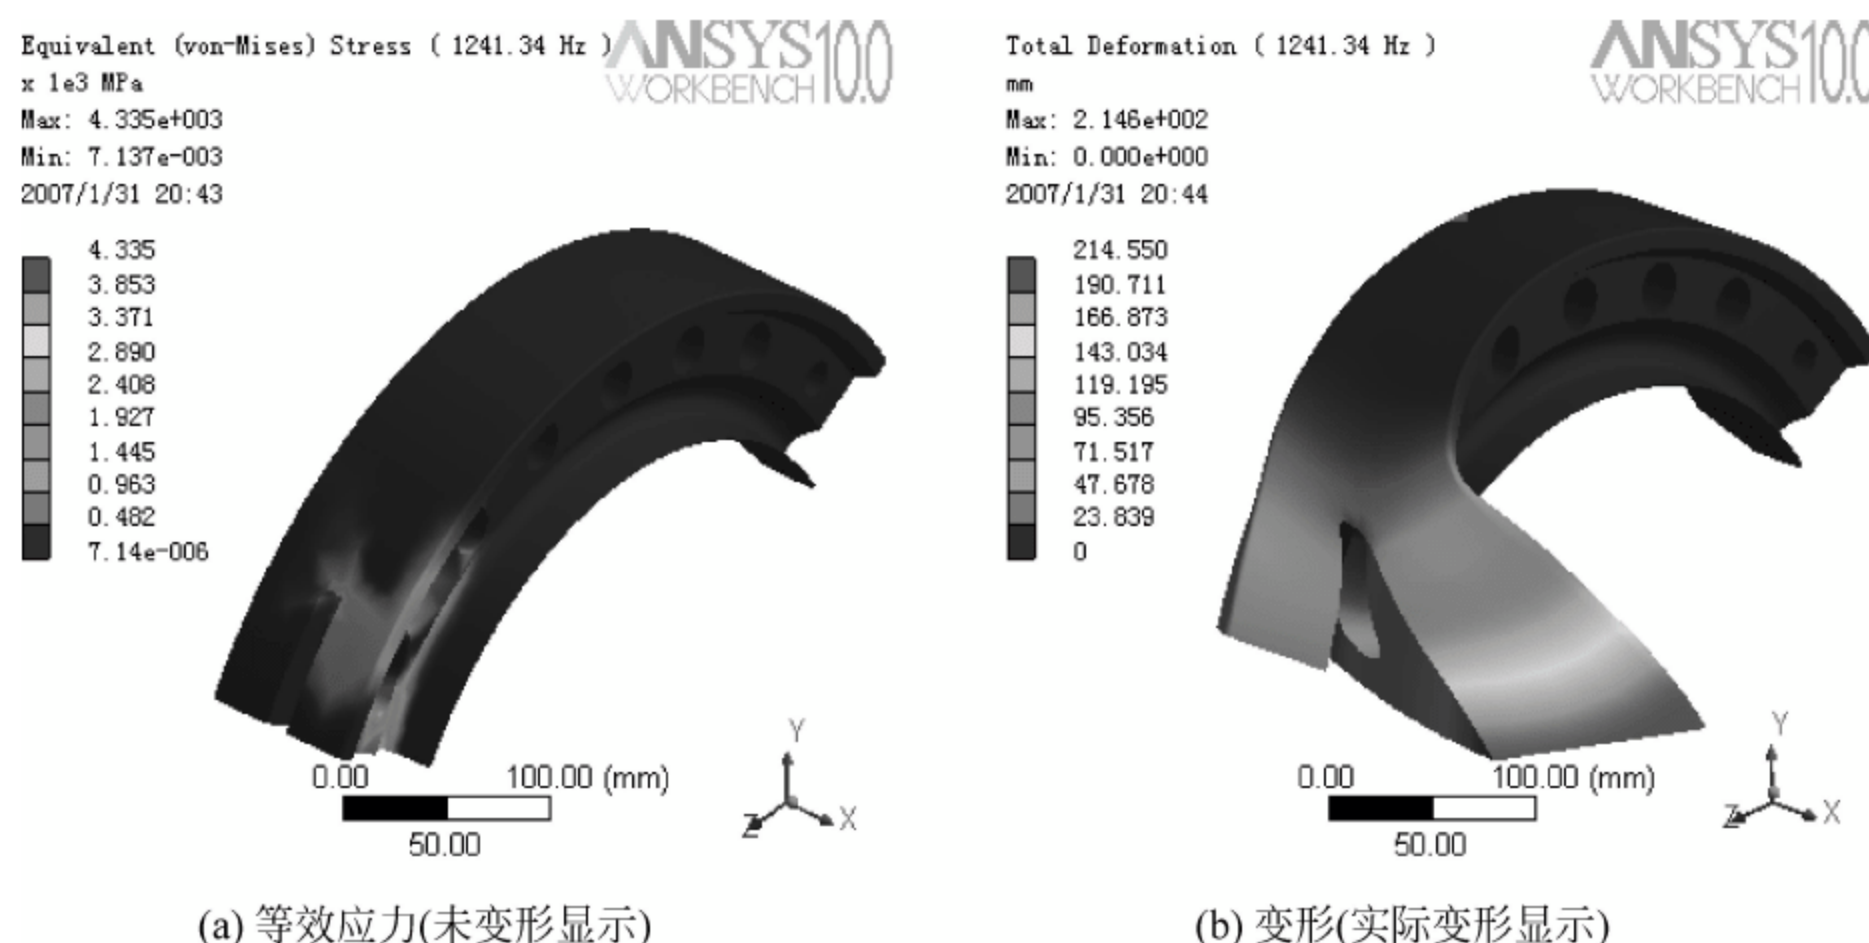 Equivalent (von-Mises) Stress ( 1241.34 Hz )
x 1e3 MPa
Max: 4.335e+003
Min: 7.137e-003
2007/1/31 20:43
ANSYS 10.0
WORKBENCH
4.335
3.853
3.371
2.890
2.408
1.927
1.445
0.963
0.482
7.14e-006
Y
X
Z
0.00
100.00 (mm)
50.00
(a) 等效应力(未变形显示)
Total Deformation ( 1241.34 Hz )
mm
Max: 2.146e+002
Min: 0.000e+000
2007/1/31 20:44
ANSYS 10.0
WORKBENCH
214.550
190.711
166.873
143.034
119.195
95.356
71.517
47.678
23.839
0
Y
X
Z
0.00
100.00 (mm)
50.00
(b) 变形(实际变形显示)